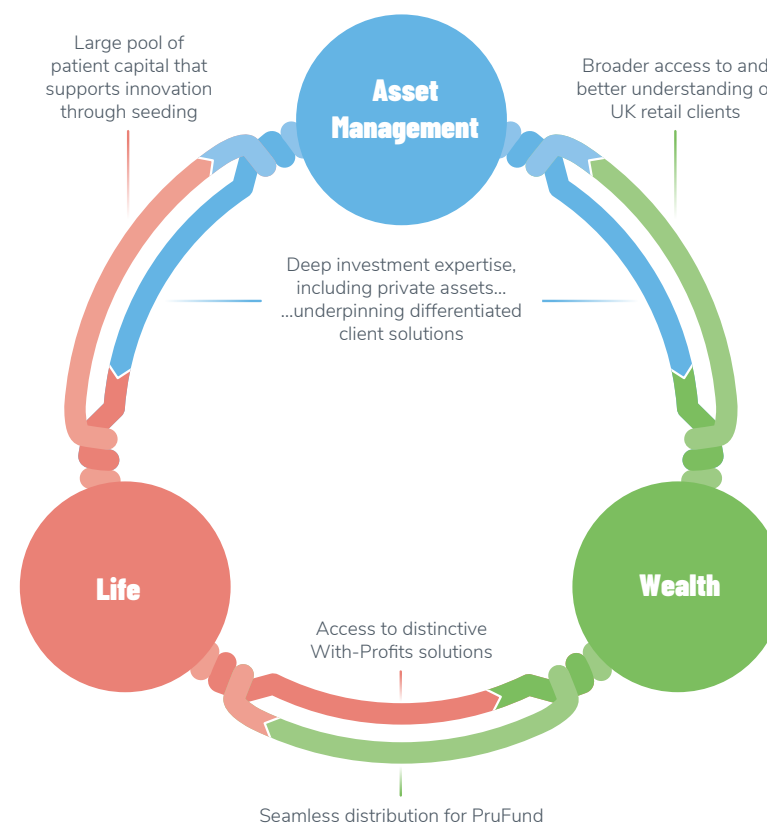 Large pool of
patient capital that
supports innovation
through seeding
Asset
Management
Broader access to and
better understanding
UK retail clients
Deep investment expertise,
including private assets...
...underpinning differentiated
client solutions
Life
Wealth
Access to distinctive
With-Profits solutions
Seamless distribution for PruFund